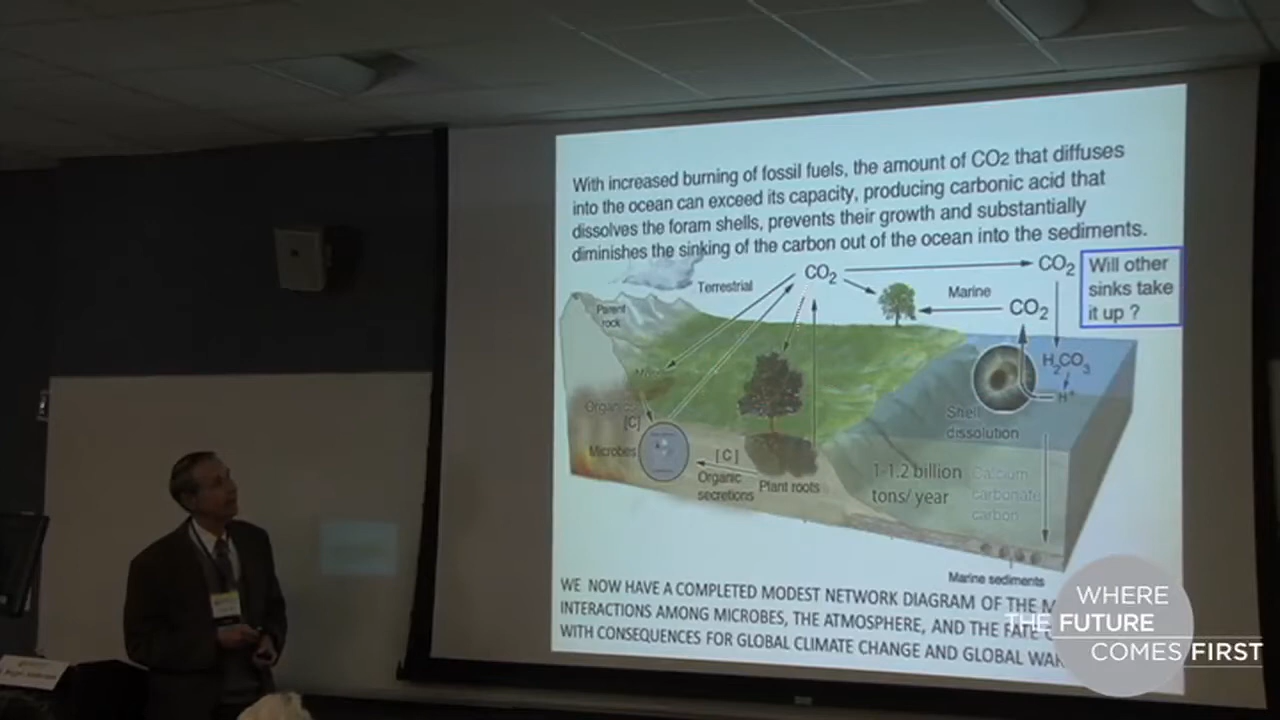 With increased burning of fossil fuels, the amount of CO2 that diffuses
into the ocean can exceed its capacity, producing carbonic acid that
dissolves the foram shells, prevents their growth and substantially
diminishes the sinking of the carbon out of the ocean into the sediments.
CO2
CO2
Will other
sinks take
it up ?
Terrestrial
Marine
CO2
Parent
rock
H2CO3
H+
Organic
[C]
Shell
dissolution
Microbes
[C]
Organic
secretions
Plant roots
1-1.2 billion
tons/ year
Calcium
carbonate
carbon
Marine sediments
WE NOW HAVE A COMPLETED MODEST NETWORK DIAGRAM OF THE
INTERACTIONS AMONG MICROBES, THE ATMOSPHERE, AND THE FATE
WITH CONSEQUENCES FOR GLOBAL CLIMATE CHANGE AND GLOBAL
WHERE
THE FUTURE
COMES FIRST